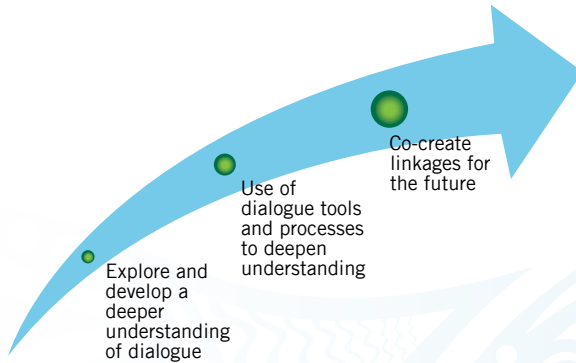 Explore and
develop a
deeper
understanding
of dialogue
Use of
dialogue tools
and processes
to deepen
understanding
Co-create
linkages for
the future